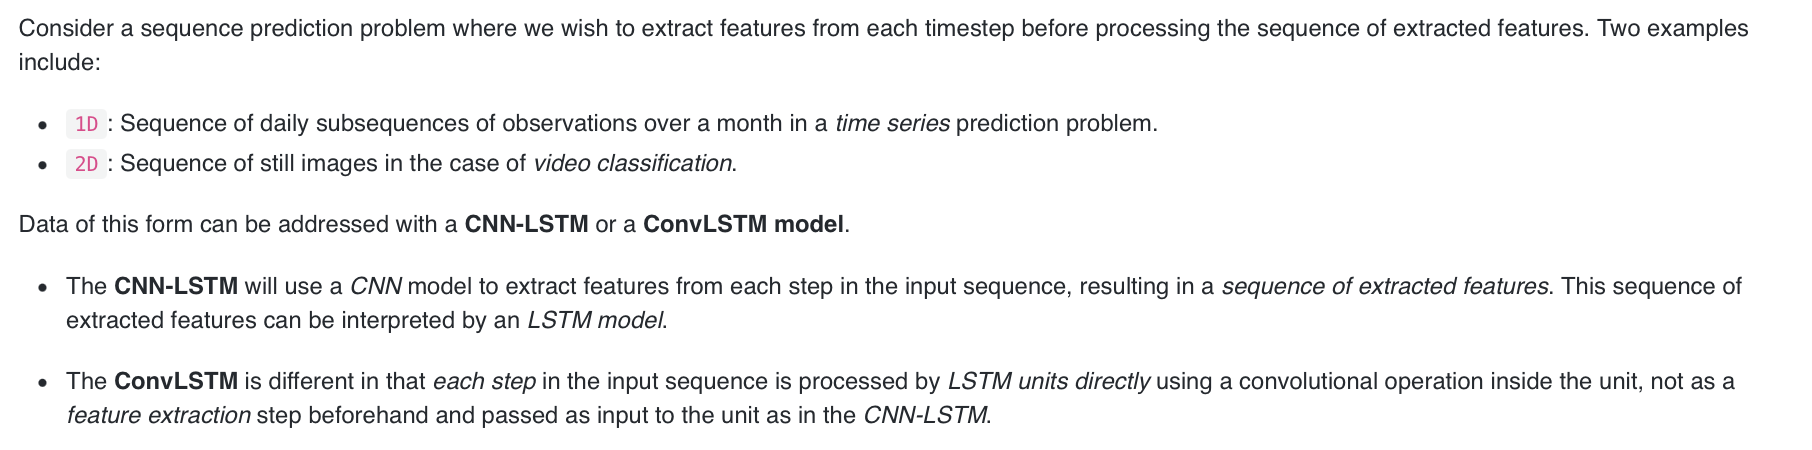 Consider a sequence prediction problem where we wish to extract features from each timestep before processing the sequence of extracted features. Two examples
include:
• 1D : Sequence of daily subsequences of observations over a month in a time series prediction problem.
• 2D : Sequence of still images in the case of video classification.
Data of this form can be addressed with a CNN-LSTM or a ConvLSTM model.
• The CNN-LSTM will use a CNN model to extract features from each step in the input sequence, resulting in a sequence of extracted features. This sequence of
extracted features can be interpreted by an LSTM model.
• The ConvLSTM is different in that each step in the input sequence is processed by LSTM units directly using a convolutional operation inside the unit, not as a
feature extraction step beforehand and passed as input to the unit as in the CNN-LSTM.